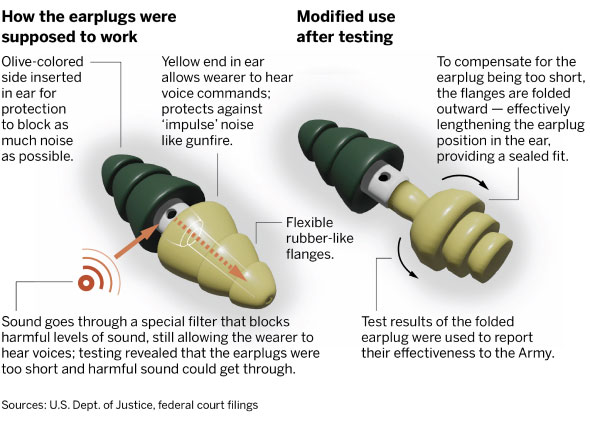 How the earplugs were
supposed to work
Olive-colored
side inserted
in ear for
protection
to block as
much noise
as possible.
Yellow end in ear
allows wearer to hear
voice commands;
protects against
‘impulse’ noise
like gunfire.
Flexible
rubber-like
flanges.
Sound goes through a special filter that blocks
harmful levels of sound, still allowing the wearer to
hear voices; testing revealed that the earplugs were
too short and harmful sound could get through.
Modified use
after testing
To compensate for the
earplug being too short,
the flanges are folded
outward — effectively
lengthening the earplug
position in the ear,
providing a sealed fit.
Test results of the folded
earplug were used to report
their effectiveness to the Army.
Sources: U.S. Dept. of Justice, federal court filings